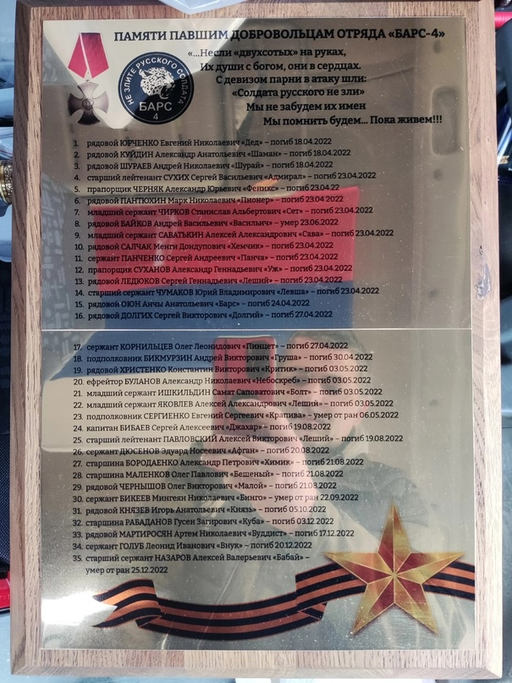 ПАМЯТИ ПАВШИМ ДОБРОВОЛЬЦАМ ОТРЯДА «БАРС-4»
«...Несли «двухсотых» на руках,
Их души с богом, они в сердцах.
С девизом парни в атаку шли:
«Солдата русского не зли»
Мы не забудем их имен
Мы помнить будем... Пока живем!!!
НЕ ЗЛИТЕ РУССКОГО СОЛДАТА
БАРС
4
1. рядовой ЮРЧЕНКО Евгений Николаевич «Дед» – погиб 18.04.2022
2. рядовой КУЙДИН Александр Анатольевич «Шаман» – погиб 18.04.2022
3. рядовой ШУРАЕВ Андрей Николаевич «Шурай» – погиб 18.04.2022
4. старший лейтенант СУХИХ Сергей Васильевич «Адмирал» – погиб 23.04.2022
5. прапорщик ЧЕРНЯК Александр Юрьевич «Феникс» – погиб 23.04.22
6. рядовой ПАНТЮХИН Марк Николаевич «Пионер» – погиб 23.04.2022
7. младший сержант ЧИРКОВ Станислав Альбертович «Сет» – погиб 23.04.2022
8. рядовой БАЙКОВ Андрей Васильевич «Васильич» – умер 23.06.2022
9. младший сержант САВАТЬКИН Алексей Александрович «Сава» – погиб 23.04.2022
10. рядовой САЛЧАК Менги Дондупович «Хемчик» – погиб 23.04.2022
11. сержант ПАНЧЕНКО Сергей Андреевич «Панча» – погиб 23.04.2022
12. прапорщик СУХАНОВ Александр Геннадьевич «Уж» – погиб 23.04.2022
13. рядовой ЛЕДЮКОВ Сергей Геннадьевич «Леший» – погиб 23.04.2022
14. старший сержант ЧУМАКОВ Юрий Владимирович «Левша» – погиб 23.04.2022
15. рядовой ОЮН Анчы Анатольевич «Барс» – погиб 24.04.2022
16. рядовой ДОЛГИХ Сергей Викторович «Долгий» – погиб 27.04.2022
17. сержант КОРНИЛЬЦЕВ Олег Леонидович «Пинцет» – погиб 27.04.2022
18. подполковник БИКМУРЗИН Андрей Викторович «Груша» – погиб 30.04.2022
19. рядовой ХРИСТЕНКО Константин Викторович «Критик» – погиб 03.05.2022
20. ефрейтор БУЛАНОВ Александр Николаевич «Небоскреб» – погиб 03.05.2022
21. младший сержант ИШКИЛЬДИН Самат Саповатович «Болт» – погиб 03.05.2022
22. младший сержант ЯКОВЛЕВ Алексей Александрович «Леший» – погиб 03.05.2022
23. подполковник СЕРГИЕНКО Евгений Сергеевич «Крапива» – умер от ран 06.05.2022
24. капитан БИБАЕВ Сергей Алексеевич «Джахар» – погиб 19.08.2022
25. старший лейтенант ПАВЛОВСКИЙ Алексей Викторович «Леший» – погиб 19.08.2022
26. сержант ДЮСЕНОВ Эдуард Носеевич «Афган» – погиб 20.08.2022
27. старшина БОРОДАЕНКО Александр Петрович «Химик» – погиб 21.08.2022
28. старшина МАЛЕНКОВ Олег Павлович «Бешеный» – погиб 21.08.2022
29. рядовой ЧЕРНЫШОВ Олег Викторович «Малой» – погиб 21.08.2022
30. сержант БИКЕЕВ Мингеян Николаевич «Бинго» – умер от ран 22.09.2022
31. рядовой КНЯЗЕВ Игорь Анатольевич «Князь» – погиб 05.10.2022
32. старшина РАБАДАНОВ Гусен Загирович «Куба» – погиб 03.12.2022
33. рядовой МАРТИРОСЯН Артем Николаевич «Буддист» – погиб 17.12.2022
34. сержант ГОЛУБ Леонид Иванович «Внук» – погиб 20.12.2022
35. старший сержант НАЗАРОВ Алексей Валерьевич «Бабай» –
умер от ран 25.12.2022